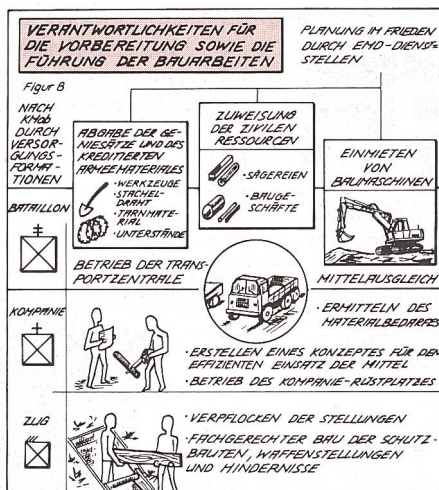 VERANTWORTLICHKEITEN FÜR
DIE VORBEREITUNG SOWIE DIE
FÜHRUNG DER BAUARBEITEN
PLANUNG IM FRIEDEN
DURCH EMD-DIENST-
STELLEN
Figur 8
NACH
KMob
DURCH
VERSOR-
GUNGS-
FORMA-
TIONEN
ABGABE DER GE-
NIESÄTZE UND DES
KREDITIERTEN
ARMEEMATERIALES
• WERKZEUGE
STACHEL-
DRAHT
• TARNMATE-
RIAL
• UNTERSTÄNDE
ZUWEISUNG
DER ZIVILEN
RESSOURCEN
• SÄGEREIEN
• BAUGE-
SCHÄFTE
EINMIETEN
VON
BAUMASCHINEN
BATAILLON
BETRIEB DER TRANS-
PORTZENTRALE
MITTELAUSGLEICH
KOMPANIE
• ERMITTELN DES
MATERIALBEDARFES
• ERSTELLEN EINES KONZEPTES FÜR DEN
EFFIZIENTEN EINSATZ DER MITTEL
• BETRIEB DES KOMPANIE-RÜSTPLATZES
ZUG
• VERPFLOCKEN DER STELLUNGEN
• FACHGERECHTER BAU DER SCHUTZ-
BAUTEN, WAFFENSTELLUNGEN
UND HINDERNISSE